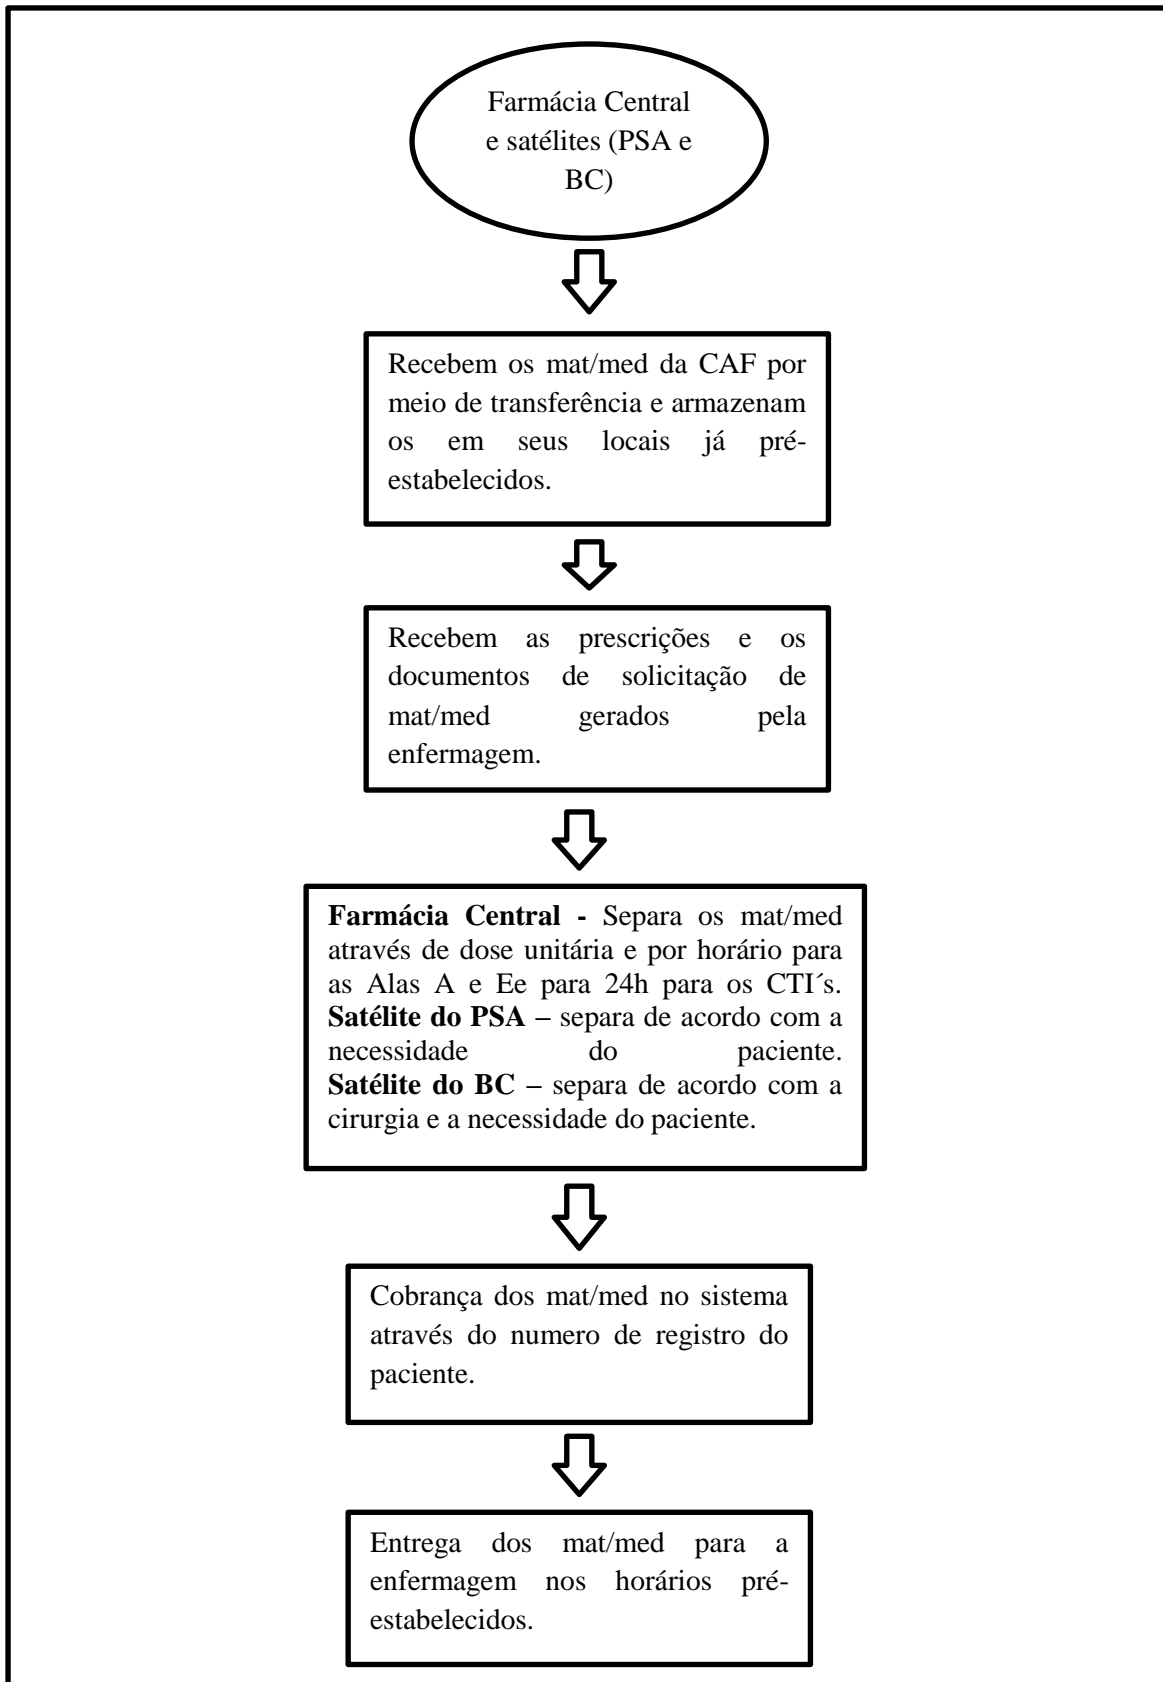 Farmácia Central
e satélites (PSA e
BC)
Recebem os mat/med da CAF por
meio de transferência e armazenam
os em seus locais já pré-
estabelecidos.
Recebem as prescrições e os
documentos de solicitação de
mat/med gerados pela
enfermagem.
Farmácia Central - Separa os mat/med
através de dose unitária e por horário para
as Alas A e Ee para 24h para os CTI´s.
Satélite do PSA – separa de acordo com a
necessidade do paciente.
Satélite do BC – separa de acordo com a
cirurgia e a necessidade do paciente.
Cobrança dos mat/med no sistema
através do numero de registro do
paciente.
Entrega dos mat/med para a
enfermagem nos horários pré-
estabelecidos.